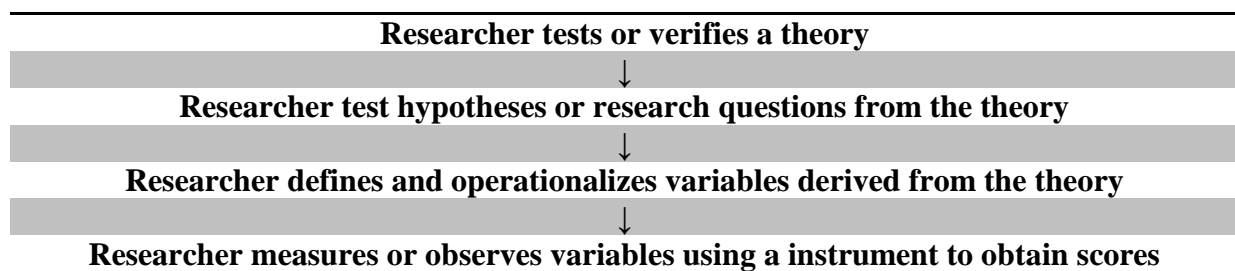 Researcher tests or verifies a theory
↓
Researcher test hypotheses or research questions from the theory
↓
Researcher defines and operationalizes variables derived from the theory
↓
Researcher measures or observes variables using a instrument to obtain scores